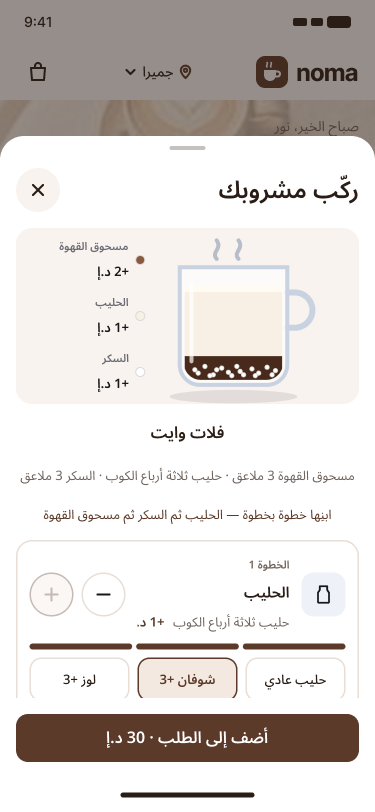 9:41
noma
جميرا
صباح الخير، نور
ركّب مشروبك
مسحوق القهوة
+2 د.إ
الحليب
+1 د.إ
السكر
+1 د.إ
فلات وايت
مسحوق القهوة 3 ملاعق · حليب ثلاثة أرباع الكوب · السكر 3 ملاعق
ابنِها خطوة بخطوة — الحليب ثم السكر ثم مسحوق القهوة
الخطوة 1
الحليب
حليب ثلاثة أرباع الكوب +1 د.
حليب عادي
شوفان +3
لوز +3
أضف إلى الطلب · 30 د.إ